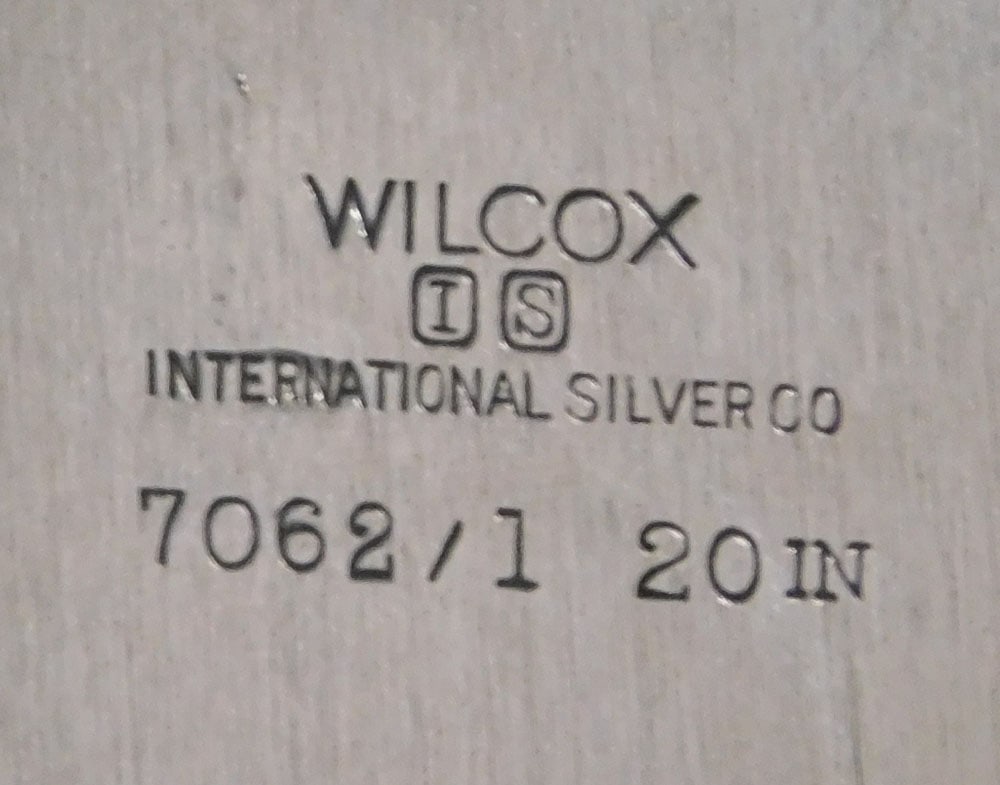 WILCOX
I S
INTERNATIONAL SILVER CO
7062/1 20 IN